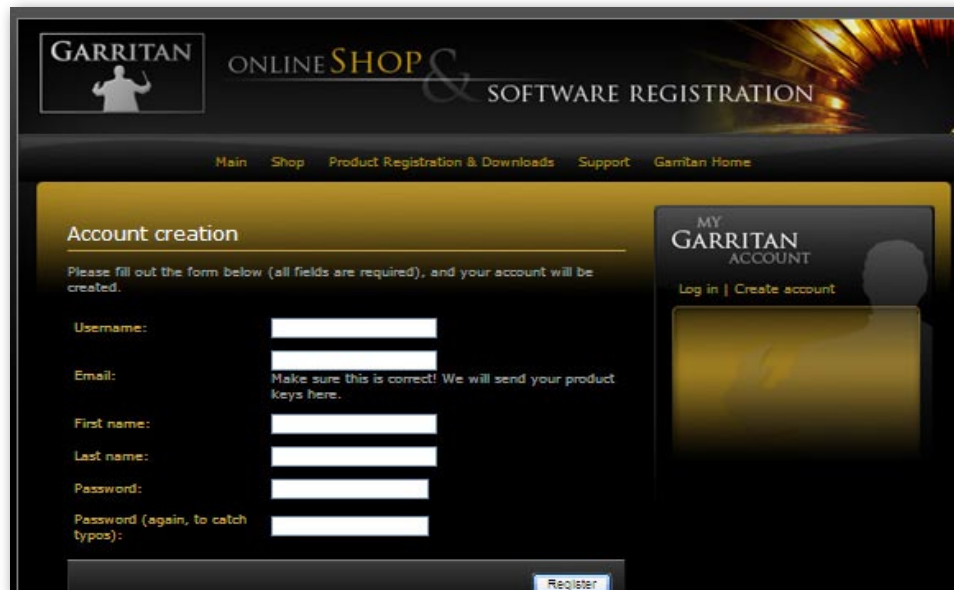 GARRITAN
ONLINE SHOP
&
SOFTWARE REGISTRATION
Main Shop Product Registration & Downloads Support Garritan Home
Account creation
Please fill out the form below (all fields are required), and your account will be
created.
Username:
Email:
Make sure this is correct! We will send your product
keys here.
First name:
Last name:
Password:
Password (again, to catch
typos):
Register
MY
GARRITAN
ACCOUNT
Log in | Create account